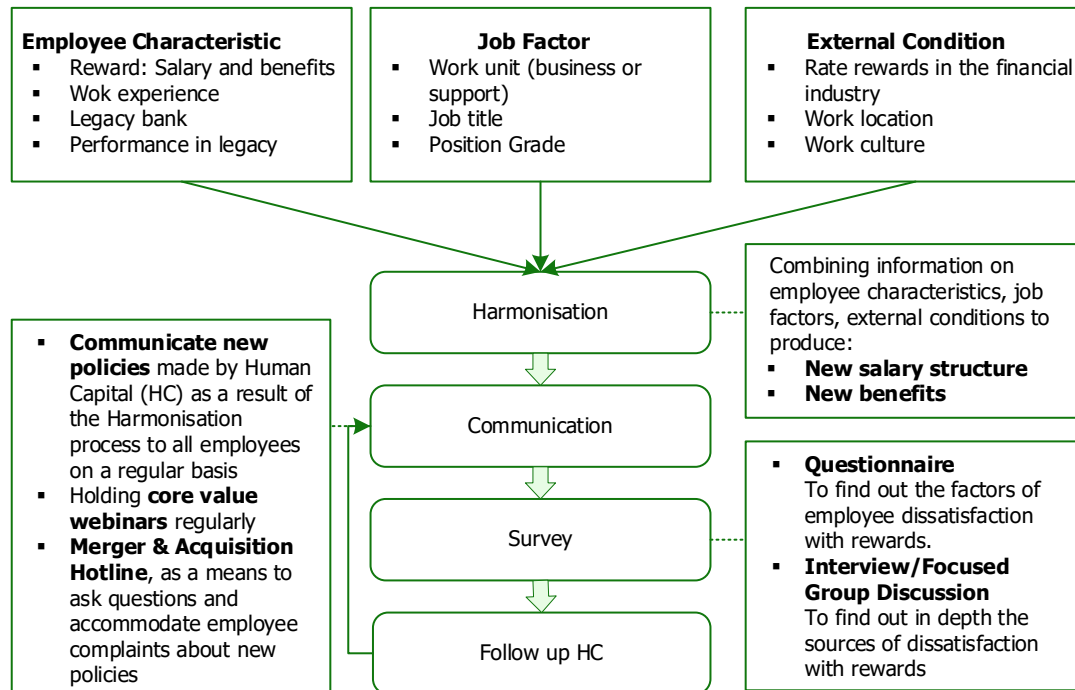 Employee Characteristic
▪ Reward: Salary and benefits
▪ Wok experience
▪ Legacy bank
▪ Performance in legacy
Job Factor
▪ Work unit (business or
support)
▪ Job title
▪ Position Grade
External Condition
▪ Rate rewards in the financial
industry
▪ Work location
▪ Work culture
Harmonisation
Combining information on
employee characteristics, job
factors, external conditions to
produce:
▪ New salary structure
▪ New benefits
▪ Communicate new
policies made by Human
Capital (HC) as a result of
the Harmonisation
process to all employees
on a regular basis
▪ Holding core value
webinars regularly
▪ Merger & Acquisition
Hotline, as a means to
ask questions and
accommodate employee
complaints about new
policies
Communication
Survey
▪ Questionnaire
To find out the factors of
employee dissatisfaction
with rewards.
▪ Interview/Focused
Group Discussion
To find out in depth the
sources of dissatisfaction
with rewards
Follow up HC